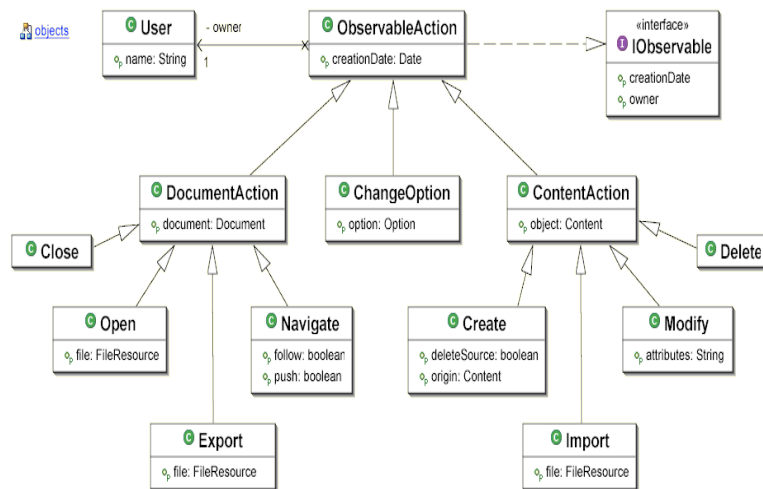 objects
User
name: String
- owner
1
ObservableAction
creationDate: Date
«interface»
IObservable
creationDate
owner
DocumentAction
document: Document
ChangeOption
option: Option
ContentAction
object: Content
Close
Delete
Open
file: FileResource
Navigate
follow: boolean
push: boolean
Create
deleteSource: boolean
origin: Content
Modify
attributes: String
Export
file: FileResource
Import
file: FileResource